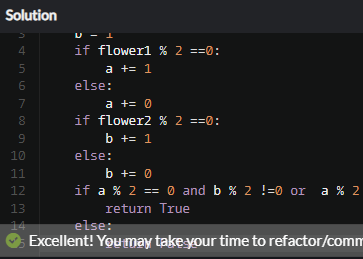 Solution
3 b = 1
4 if flower1 % 2 ==0:
5 a += 1
6 else:
7 a += 0
8 if flower2 % 2 ==0:
9 b += 1
10 else:
11 b += 0
12 if a % 2 == 0 and b % 2 !=0 or a % 2
13 return True
14 else:
return False
Excellent! You may take your time to refactor/comm